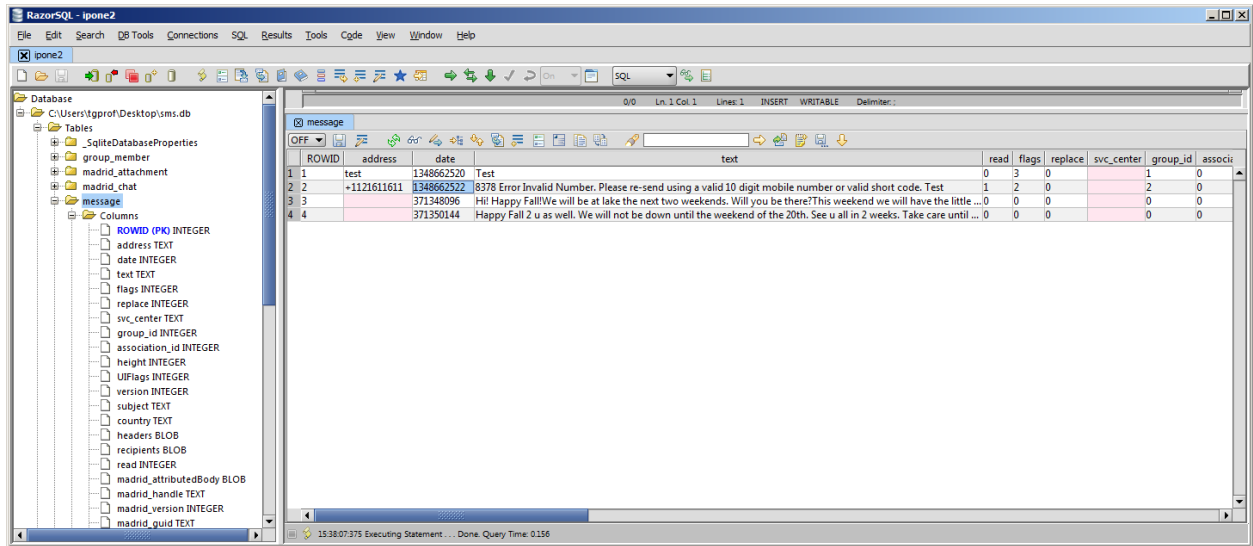 RazorSQL - ipone2
File Edit Search DB Tools Connections SQL Results Tools Code View Window Help
ipone2
On SQL
Database
C:\Users\tgprof\Desktop\sms.db
Tables
_SqliteDatabaseProperties
group_member
madrid_attachment
madrid_chat
message
Columns
ROWID (PK) INTEGER
address TEXT
date INTEGER
text TEXT
flags INTEGER
replace INTEGER
svc_center TEXT
group_id INTEGER
association_id INTEGER
height INTEGER
UIFlags INTEGER
version INTEGER
subject TEXT
country TEXT
headers BLOB
recipients BLOB
read INTEGER
madrid_attributedBody BLOB
madrid_handle TEXT
madrid_version INTEGER
madrid_guid TEXT
0/0 Ln. 1 Col. 1 Lines: 1 INSERT WRITABLE Delimiter: ;
message
OFF
ROWID address date text read flags replace svc_center group_id associa
1 1 test 1348662520 Test 0 3 0 1 0
2 2 +1121611611 1348662522 8378 Error Invalid Number. Please re-send using a valid 10 digit mobile number or valid short code. Test 1 2 0 2 0
3 3 371348096 Hi! Happy Fall!We will be at lake the next two weekends. Will you be there?This weekend we will have the little ... 0 0 0 0 0
4 4 371350144 Happy Fall 2 u as well. We will not be down until the weekend of the 20th. See u all in 2 weeks. Take care until ... 0 0 0 0 0
15:38:07:375 Executing Statement . . . Done. Query Time: 0.156